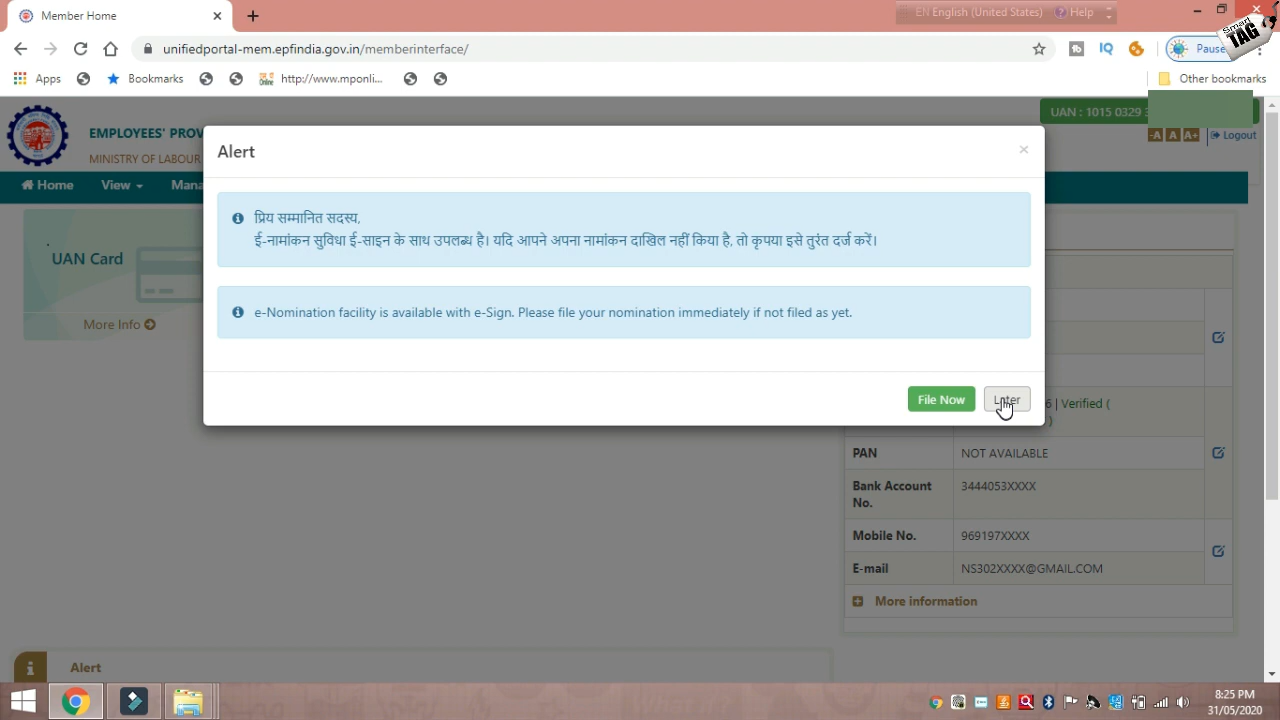 Member Home
EN English (United States) Help
Smart
TAG
unifiedportal-mem.epfindia.gov.in/memberinterface/
IQ
Apps
Bookmarks
http://www.mponli...
Other bookmarks
EMPLOYEES' PROV
MINISTRY OF LABOUR
UAN : 1015 0329
-A A A+
Logout
Home
View
Mana
Alert
×
प्रिय सम्मानित सदस्य,
ई-नामांकन सुविधा ई-साइन के साथ उपलब्ध है। यदि आपने अपना नामांकन दाखिल नहीं किया है, तो कृपया इसे तुरंत दर्ज करें।
e-Nomination facility is available with e-Sign. Please file your nomination immediately if not filed as yet.
File Now
Later
UAN Card
More Info
6 | Verified (
)
PAN NOT AVAILABLE
Bank Account No. 3444053XXXX
Mobile No. 969197XXXX
E-mail NS302XXXX@GMAIL.COM
More information
Alert
8:25 PM
31/05/2020